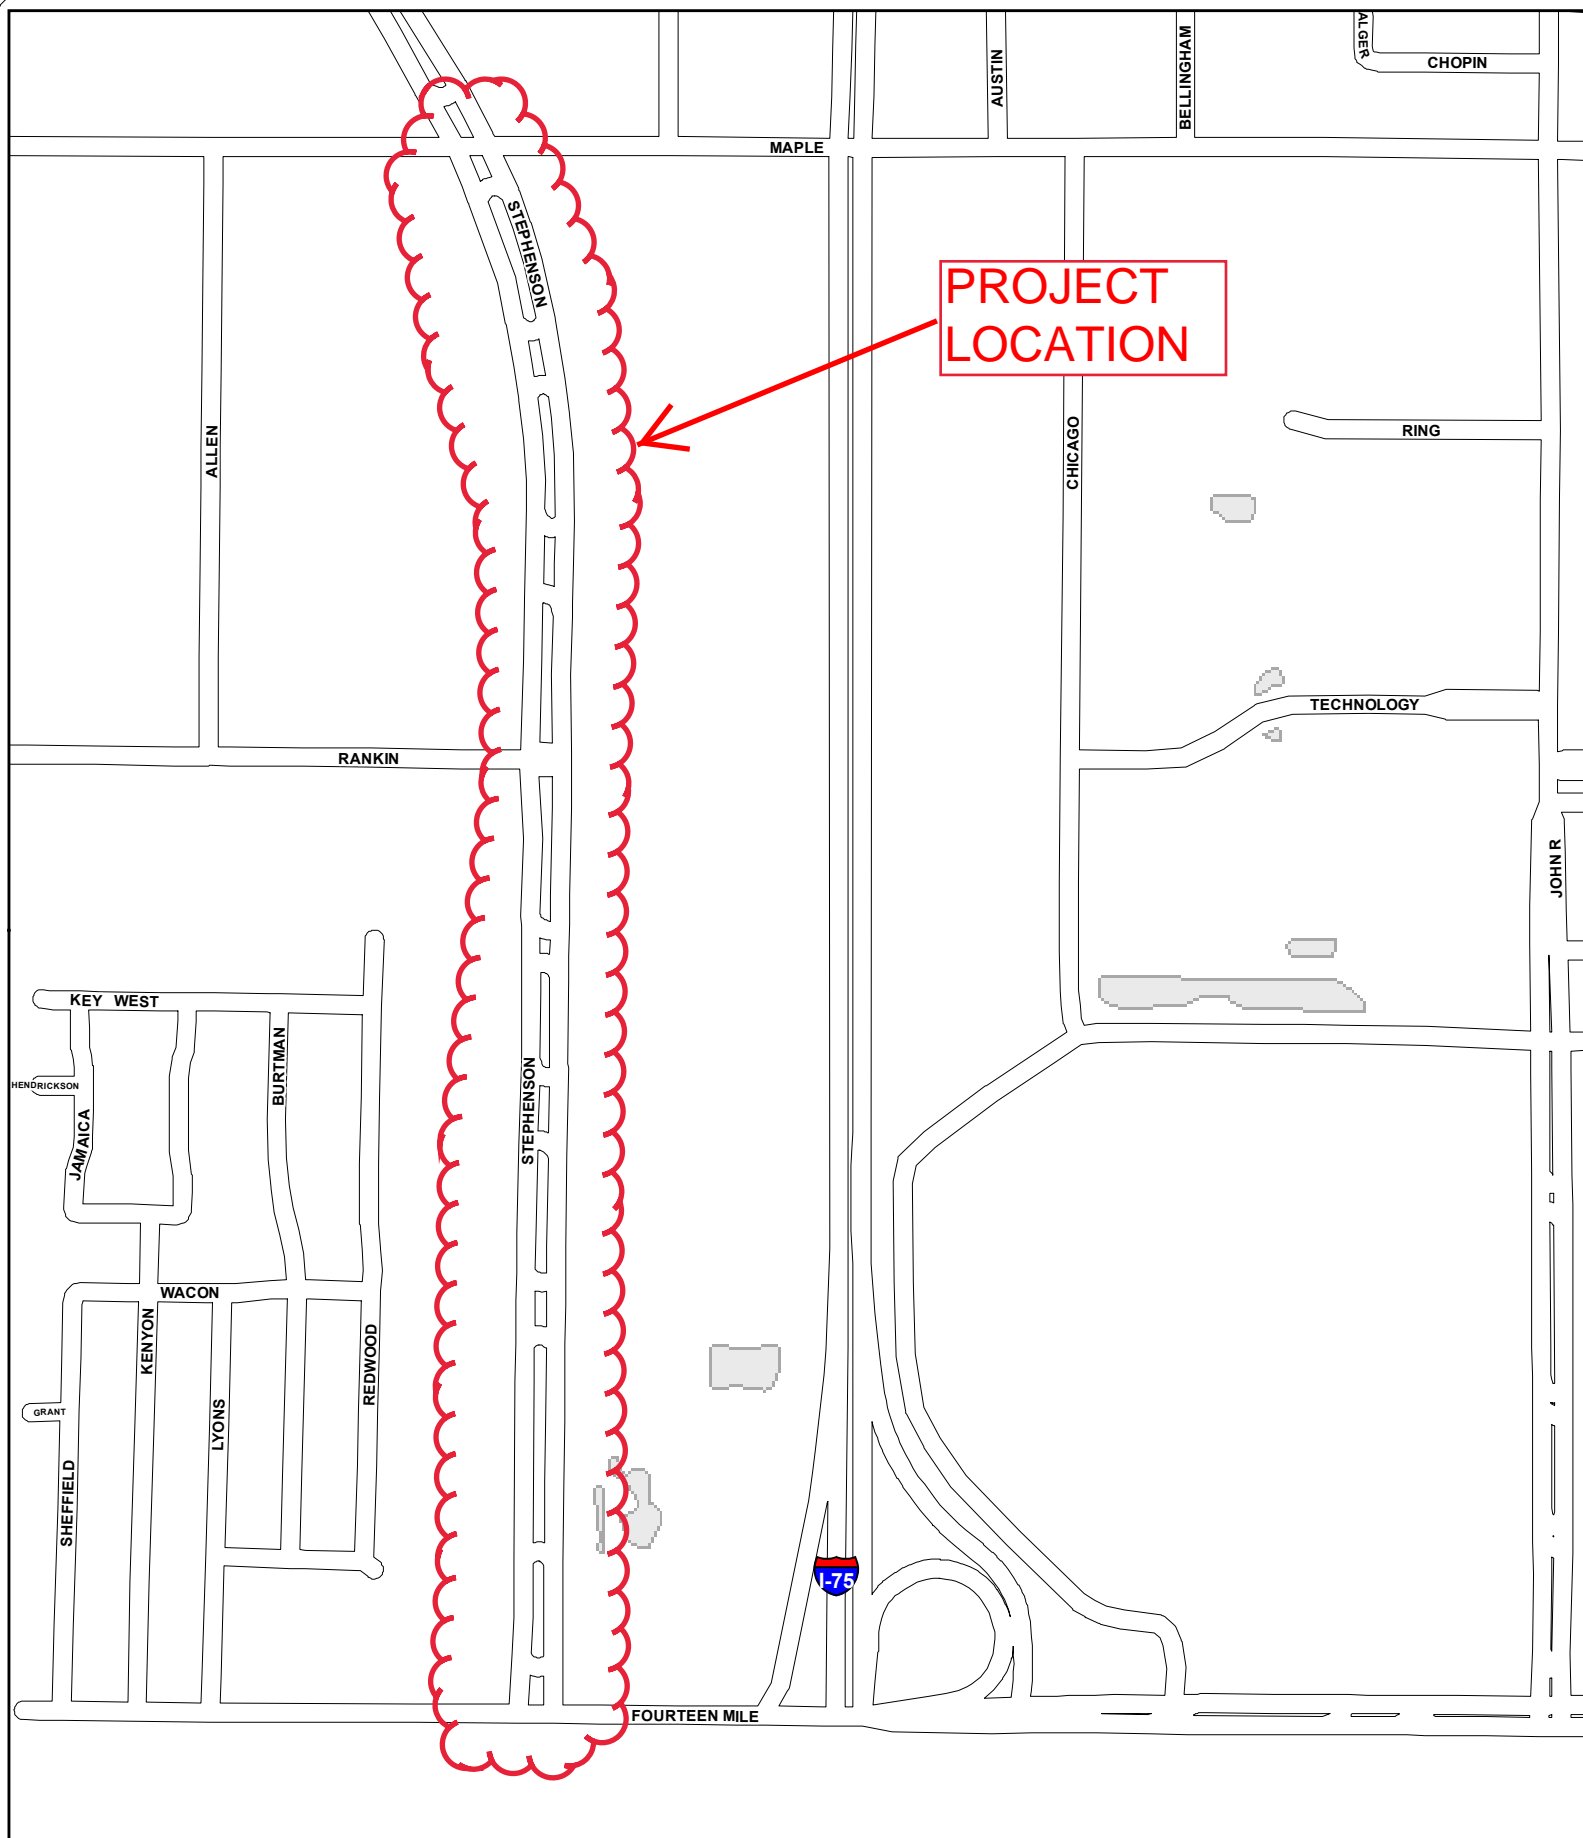 ALGER
CHOPIN
AUSTIN
BELLINGHAM
MAPLE
STEPHENSON
PROJECT
LOCATION
ALLEN
CHICAGO
RING
TECHNOLOGY
RANKIN
JOHN R
KEY WEST
BURTMAN
HENDRICKSON
JAMAICA
STEPHENSON
WACON
KENYON
REDWOOD
GRANT
LYONS
SHEFFIELD
I-75
FOURTEEN MILE